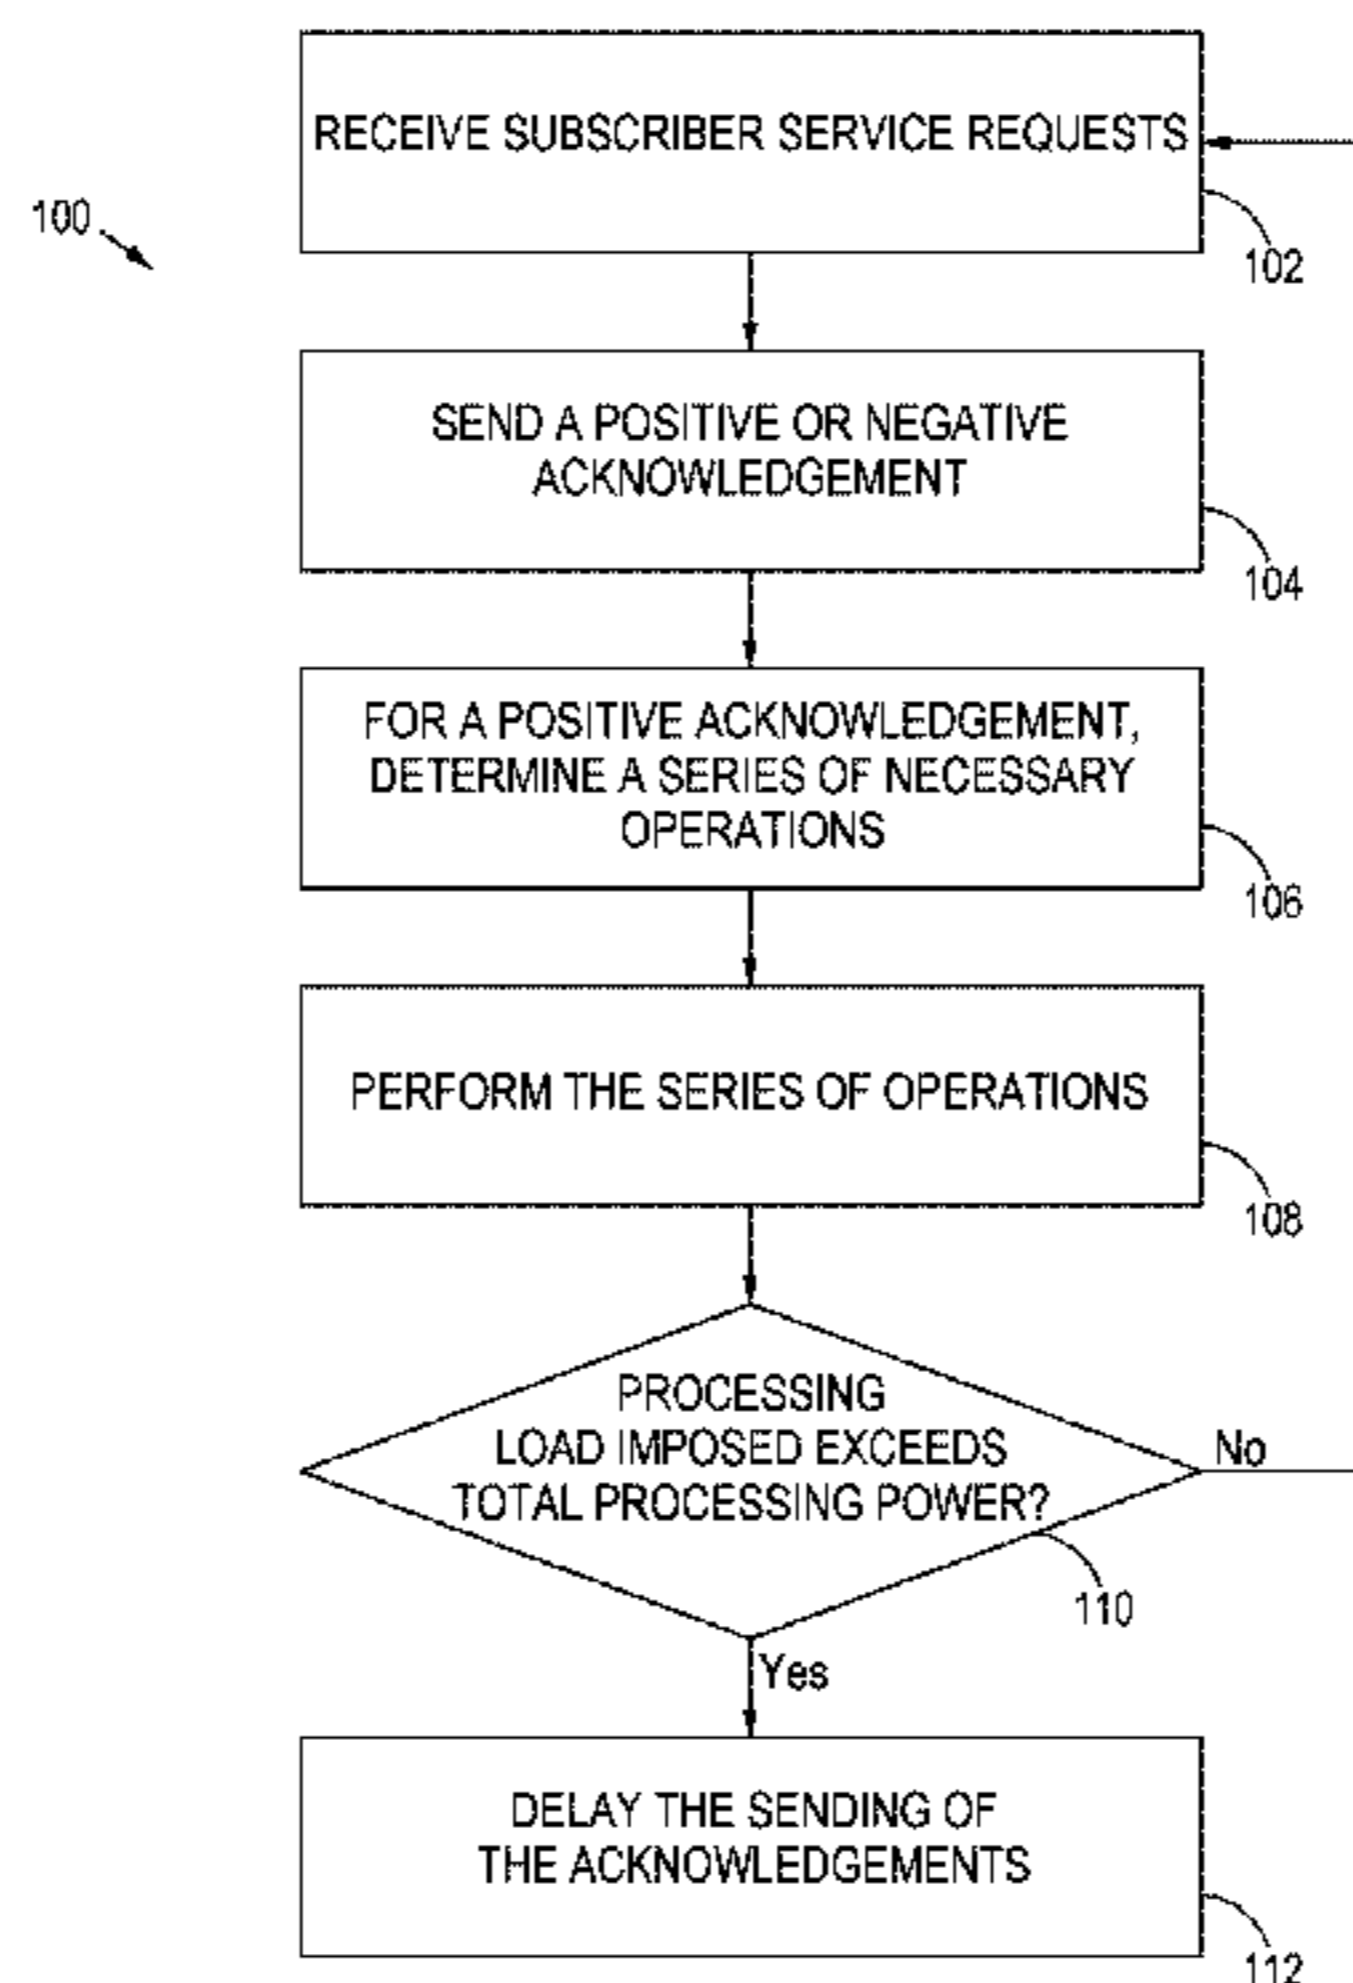 RECEIVE SUBSCRIBER SERVICE REQUESTS
100
102
SEND A POSITIVE OR NEGATIVE
ACKNOWLEDGEMENT
104
FOR A POSITIVE ACKNOWLEDGEMENT,
DETERMINE A SERIES OF NECESSARY
OPERATIONS
106
PERFORM THE SERIES OF OPERATIONS
108
PROCESSING
LOAD IMPOSED EXCEEDS
TOTAL PROCESSING POWER?
No
110
Yes
DELAY THE SENDING OF
THE ACKNOWLEDGEMENTS
112